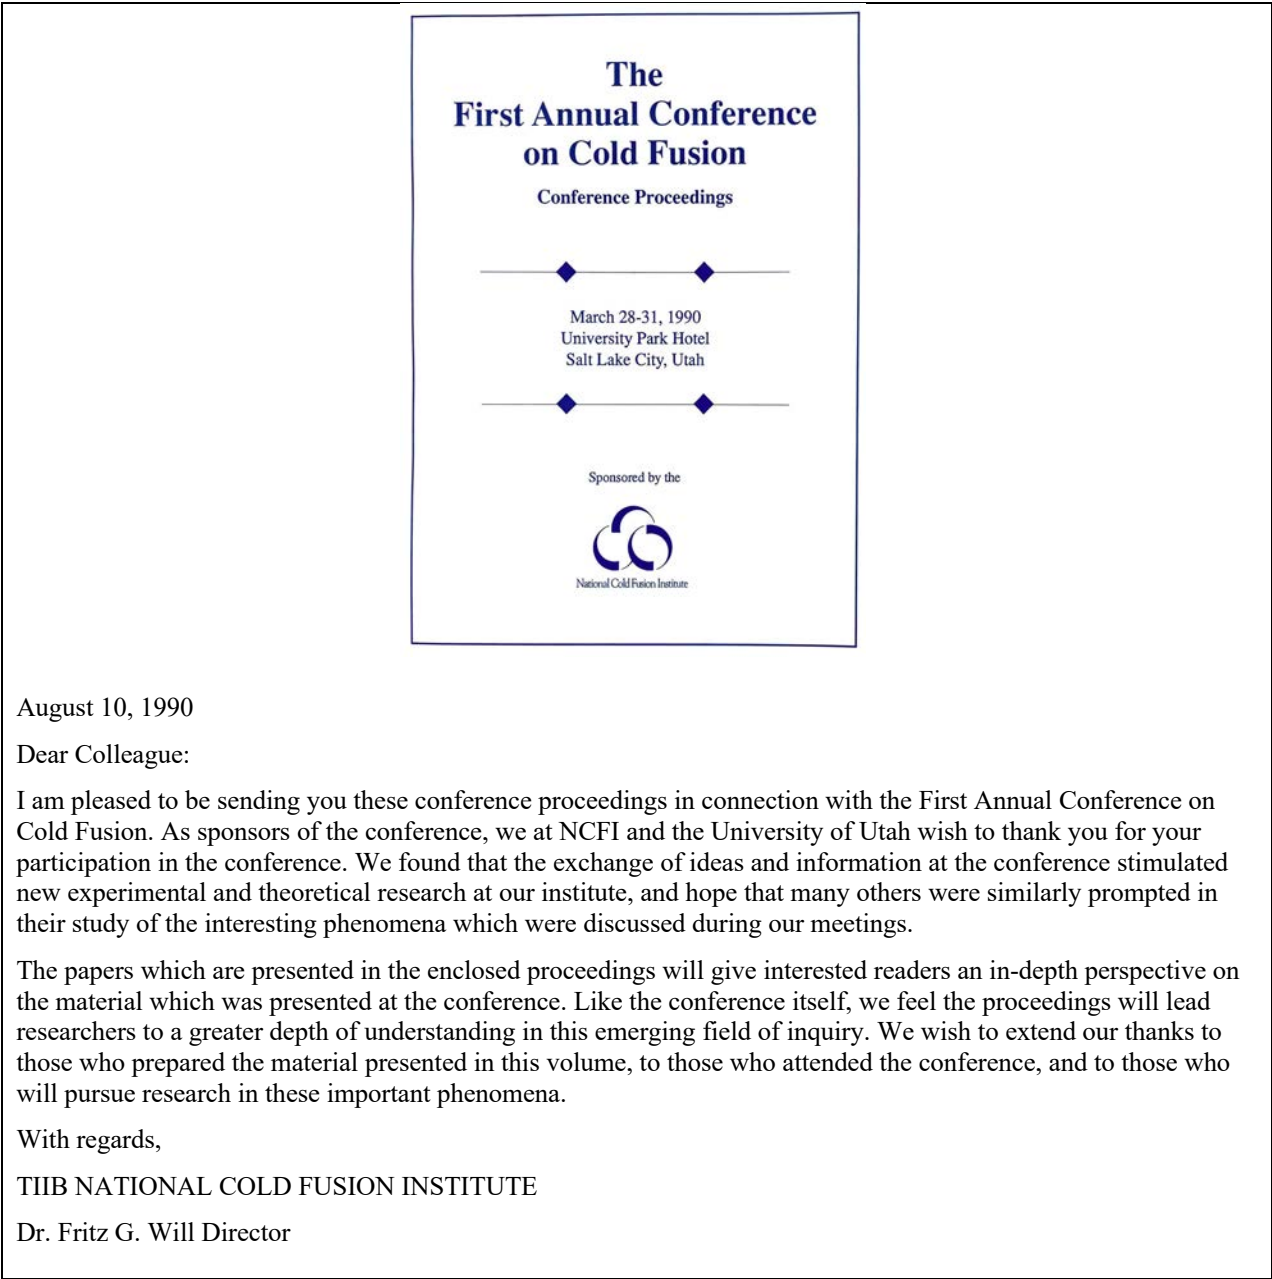 The
First Annual Conference
on Cold Fusion
Conference Proceedings
March 28-31, 1990
University Park Hotel
Salt Lake City, Utah
Sponsored by the
National Cold Fusion Institute
August 10, 1990
Dear Colleague:
I am pleased to be sending you these conference proceedings in connection with the First Annual Conference on
Cold Fusion. As sponsors of the conference, we at NCFI and the University of Utah wish to thank you for your
participation in the conference. We found that the exchange of ideas and information at the conference stimulated
new experimental and theoretical research at our institute, and hope that many others were similarly prompted in
their study of the interesting phenomena which were discussed during our meetings.
The papers which are presented in the enclosed proceedings will give interested readers an in-depth perspective on
the material which was presented at the conference. Like the conference itself, we feel the proceedings will lead
researchers to a greater depth of understanding in this emerging field of inquiry. We wish to extend our thanks to
those who prepared the material presented in this volume, to those who attended the conference, and to those who
will pursue research in these important phenomena.
With regards,
TIIB NATIONAL COLD FUSION INSTITUTE
Dr. Fritz G. Will Director